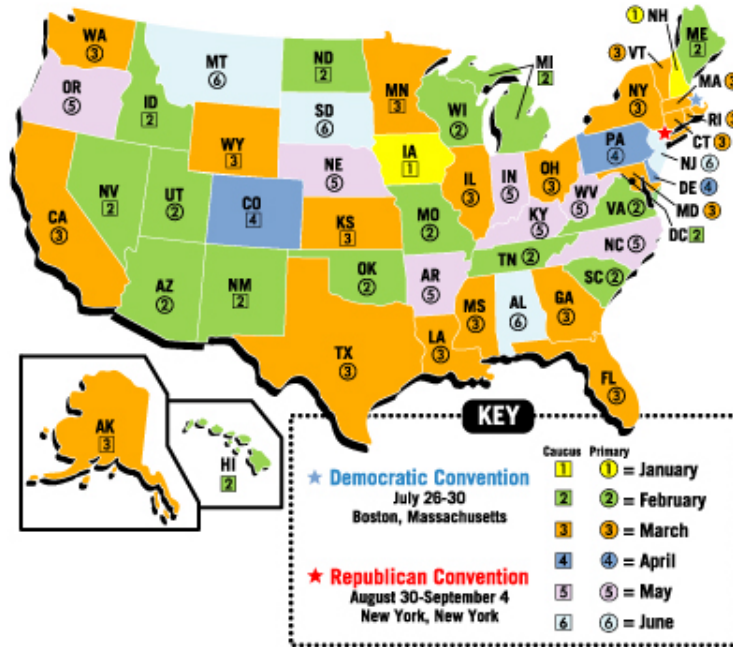 ① NH
WA
③
MT
⑥
ND
2
MN
3
MI
2
ME
2
③ VT
OR
⑤
ID
2
SD
⑥
WI
②
NY
③
MA
WY
3
IA
1
PA
④
RI
CT ③
NJ ⑥
NV
2
UT
②
NE
⑤
IL
③
IN
⑤
OH
③
DE ④
CA
③
CO
4
KS
3
MO
②
WV
⑤
VA ②
MD ③
KY
⑤
DC 2
AZ
②
NM
2
OK
②
AR
⑤
TN ②
NC ⑤
SC ②
TX
③
LA
③
MS
③
AL
⑥
GA
③
FL
③
AK
3
HI
2
KEY
Caucus Primary
1 ① = January
2 ② = February
3 ③ = March
4 ④ = April
5 ⑤ = May
6 ⑥ = June
Democratic Convention
July 26-30
Boston, Massachusetts
Republican Convention
August 30-September 4
New York, New York